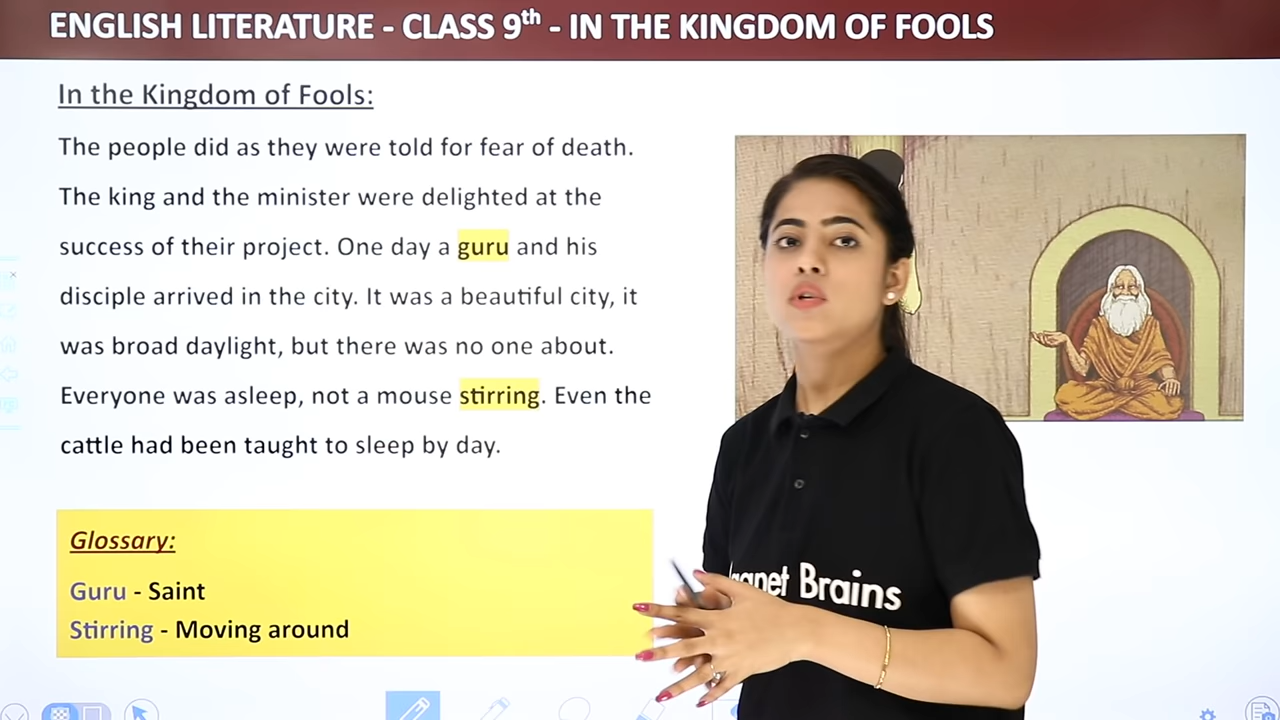 ENGLISH LITERATURE - CLASS 9th - IN THE KINGDOM OF FOOLS
In the Kingdom of Fools:
The people did as they were told for fear of death.
The king and the minister were delighted at the
success of their project. One day a guru and his
disciple arrived in the city. It was a beautiful city, it
was broad daylight, but there was no one about.
Everyone was asleep, not a mouse stirring. Even the
cattle had been taught to sleep by day.
Glossary:
Guru - Saint
Stirring - Moving around
Brains